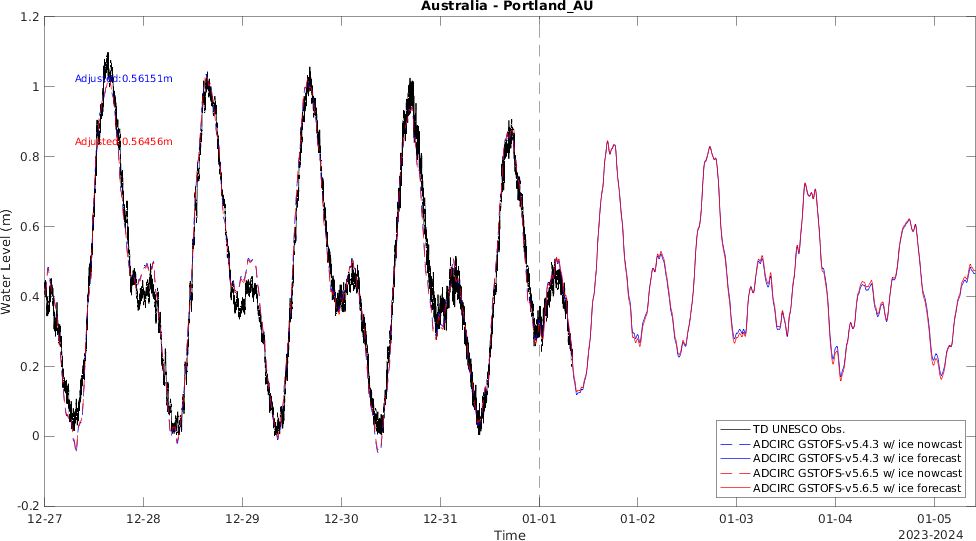 Australia - Portland_AU
1.2
1
0.8
0.6
0.4
0.2
0
-0.2
Water Level (m)
Adjusted:0.56151m
Adjusted:0.56456m
TD UNESCO Obs.
ADCIRC GSTOFS-v5.4.3 w/ ice nowcast
ADCIRC GSTOFS-v5.4.3 w/ ice forecast
ADCIRC GSTOFS-v5.6.5 w/ ice nowcast
ADCIRC GSTOFS-v5.6.5 w/ ice forecast
12-27 12-28 12-29 12-30 12-31 01-01 01-02 01-03 01-04 01-05
Time
2023-2024